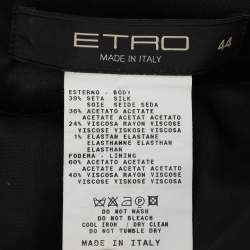 ETRO
44
MADE IN ITALY
ESTERNO - BODY
39% SETA SILK
SOIE SEIDE SEDA
36% ACETATO ACETAT ACETATO
ACETATE ACETATE ACETATO
24% VISCOSA RAYON VISCOSE
VISCOSE VISKOSE VISCOSA
1% ELASTAN ELASTANE
ELASTHANNE ELASTHAN
ELASTHAN
FODERA - LINING
60% ACETATO ACETAT ACETATO
ACETATE ACETATE ACETATO
40% VISCOSA RAYON VISCOSE
VISCOSE VISKOSE VISCOSA
DO NOT WASH
DO NOT BLEACH
COOL IRON / DRY CLEAN
DO NOT TUMBLE DRY
MADE IN ITALY